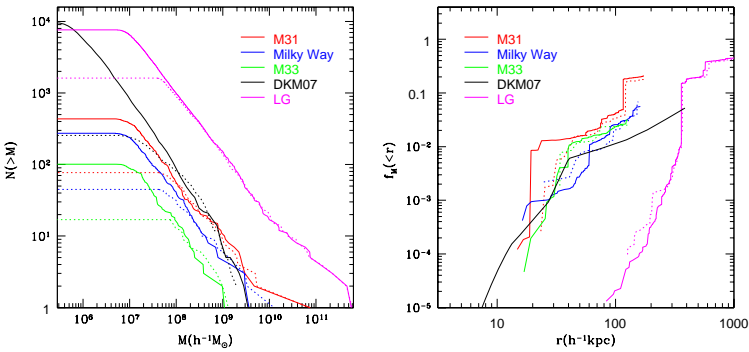 10⁴
10³
10²
10¹
1
N(>M)
M31
Milky Way
M33
DKM07
LG
10⁶ 10⁷ 10⁸ 10⁹ 10¹⁰ 10¹¹
M(h⁻¹M⊙)
1
0.1
10⁻²
10⁻³
10⁻⁴
10⁻⁵
f_M(<r)
M31
Milky Way
M33
DKM07
LG
10 100 1000
r(h⁻¹kpc)